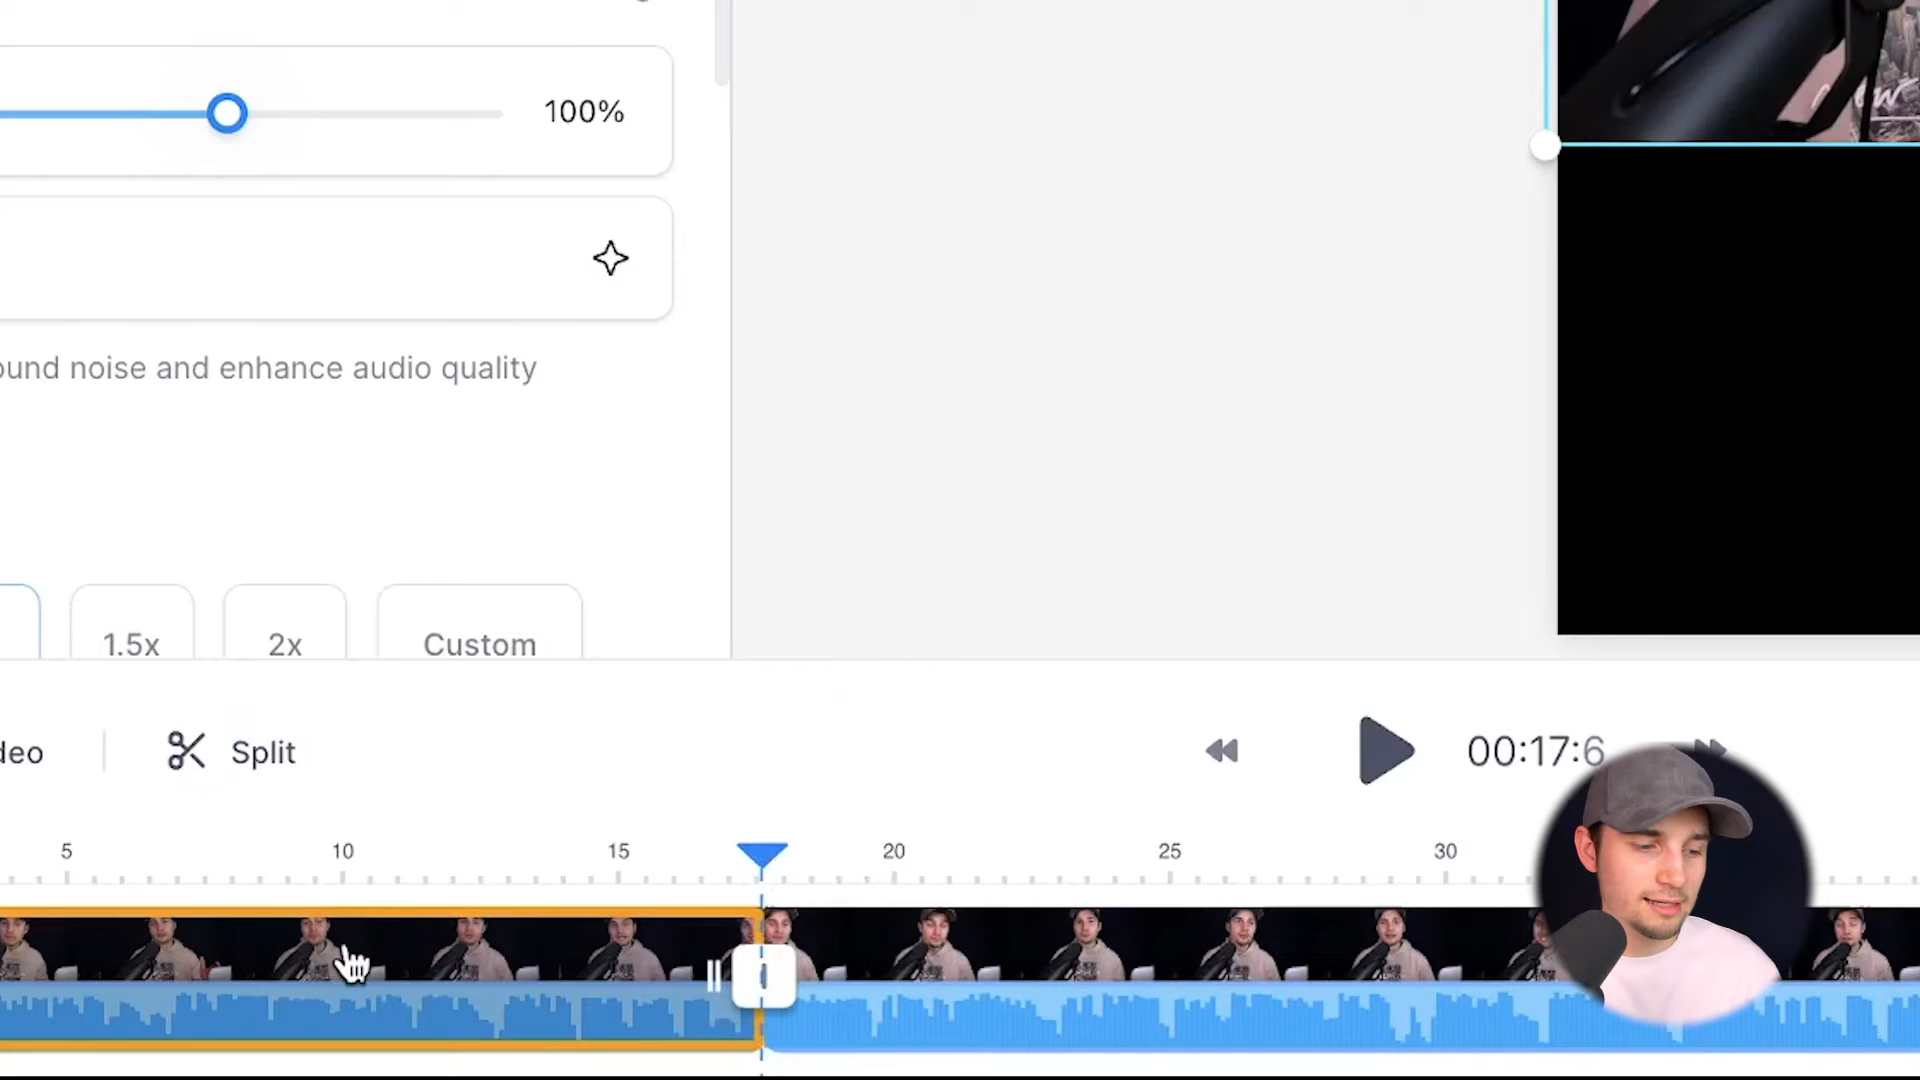 100%
ound noise and enhance audio quality
1.5x
2x
Custom
deo
Split
00:17:6
5
10
15
20
25
30